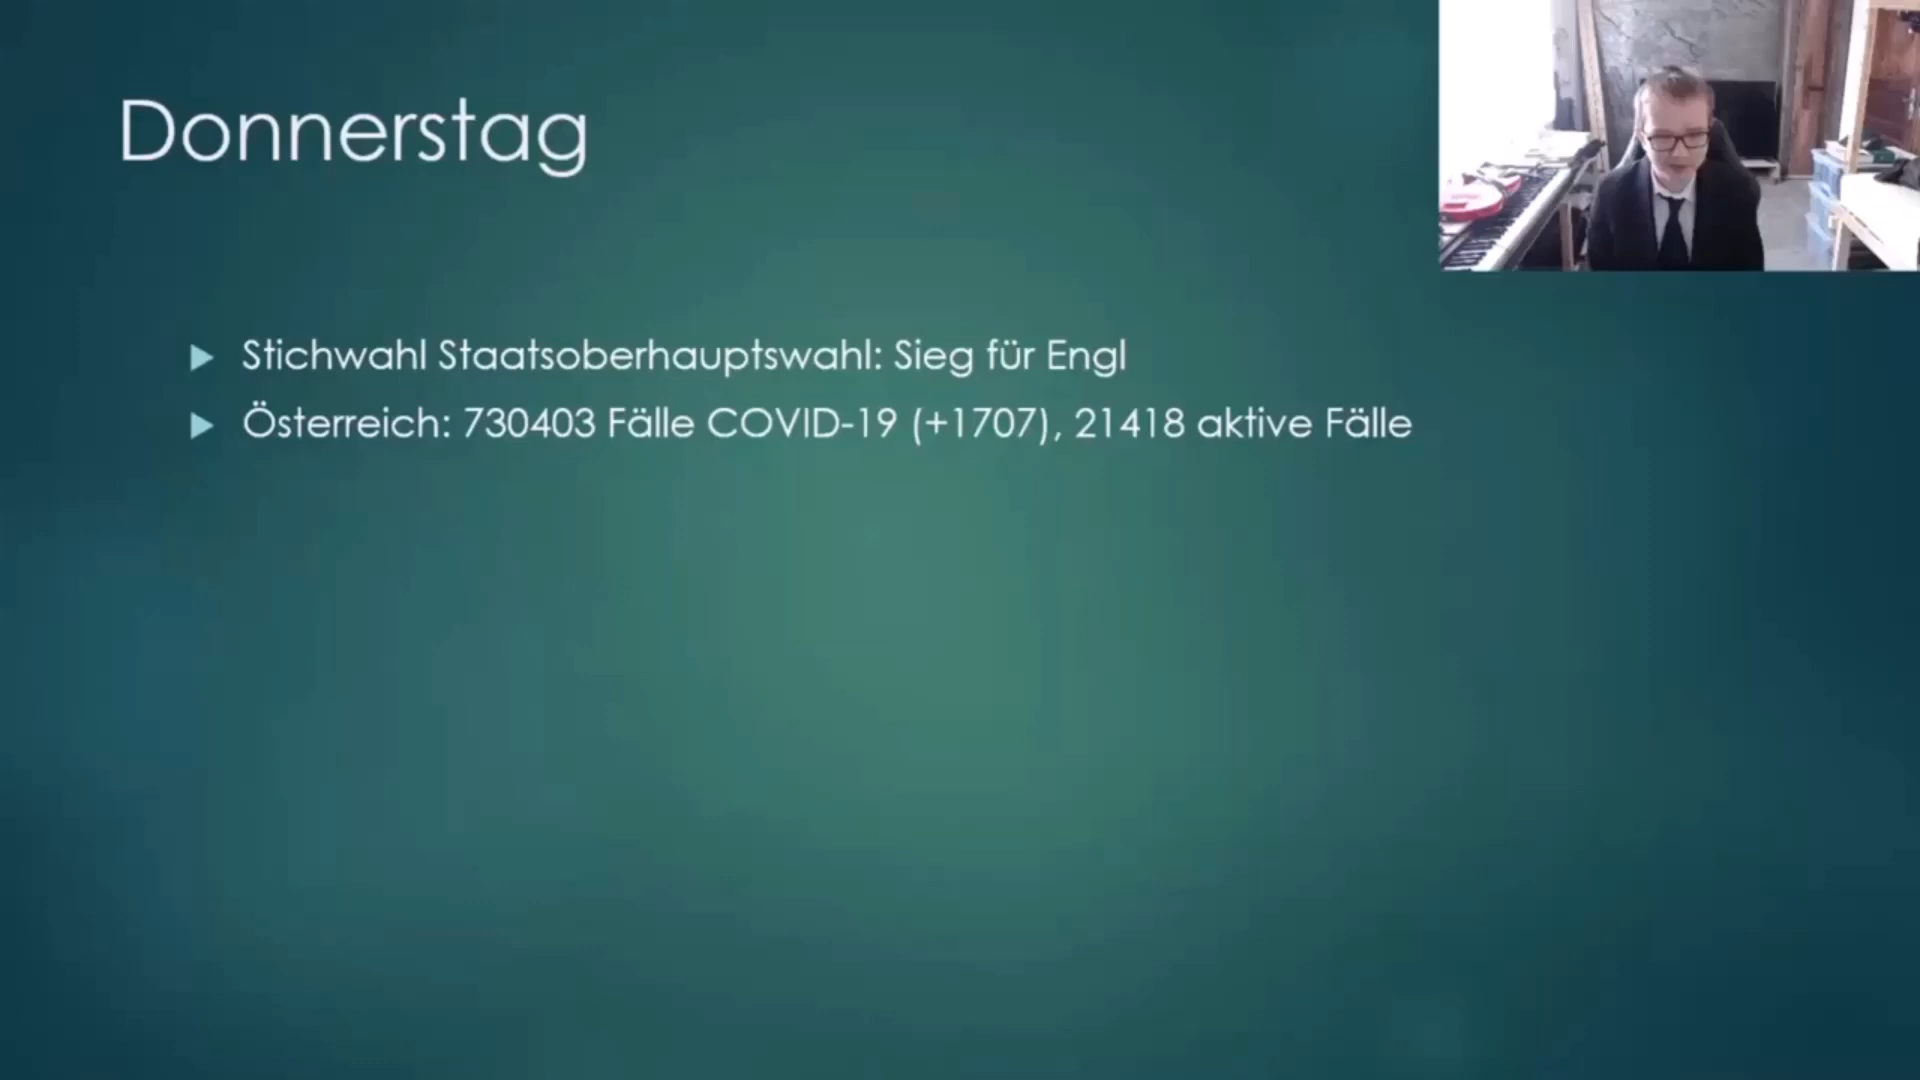 Donnerstag
Stichwahl Staatsoberhauptswahl: Sieg für Engl
Österreich: 730403 Fälle COVID-19 (+1707), 21418 aktive Fälle